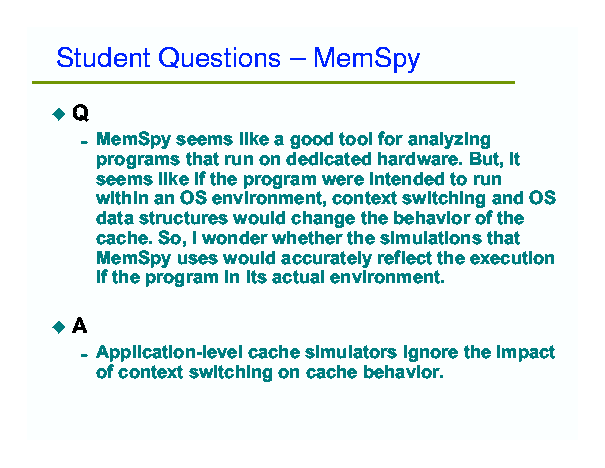 Student Questions – MemSpy
Q
– MemSpy seems like a good tool for analyzing
programs that run on dedicated hardware. But, it
seems like if the program were intended to run
within an OS environment, context switching and OS
data structures would change the behavior of the
cache. So, I wonder whether the simulations that
MemSpy uses would accurately reflect the execution
if the program in its actual environment.
A
– Application-level cache simulators ignore the impact
of context switching on cache behavior.